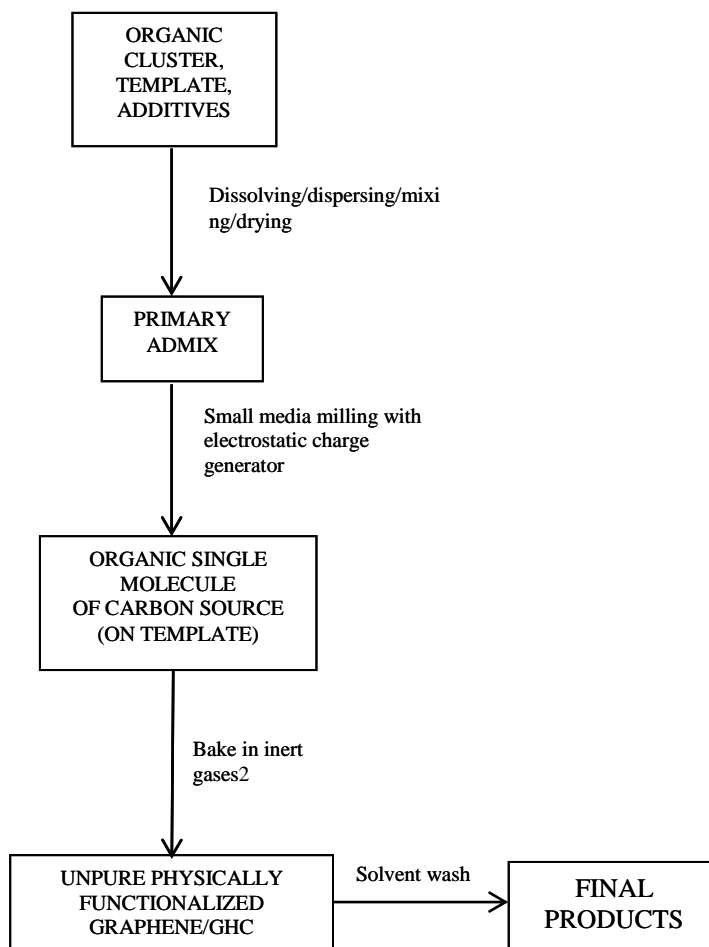 ORGANIC
CLUSTER,
TEMPLATE,
ADDITIVES
Dissolving/dispersing/mixi
ng/drying
PRIMARY
ADMIX
Small media milling with
electrostatic charge
generator
ORGANIC SINGLE
MOLECULE
OF CARBON SOURCE
(ON TEMPLATE)
Bake in inert
gases2
UNPURE PHYSICALLY
FUNCTIONALIZED
GRAPHENE/GHC
Solvent wash
FINAL
PRODUCTS